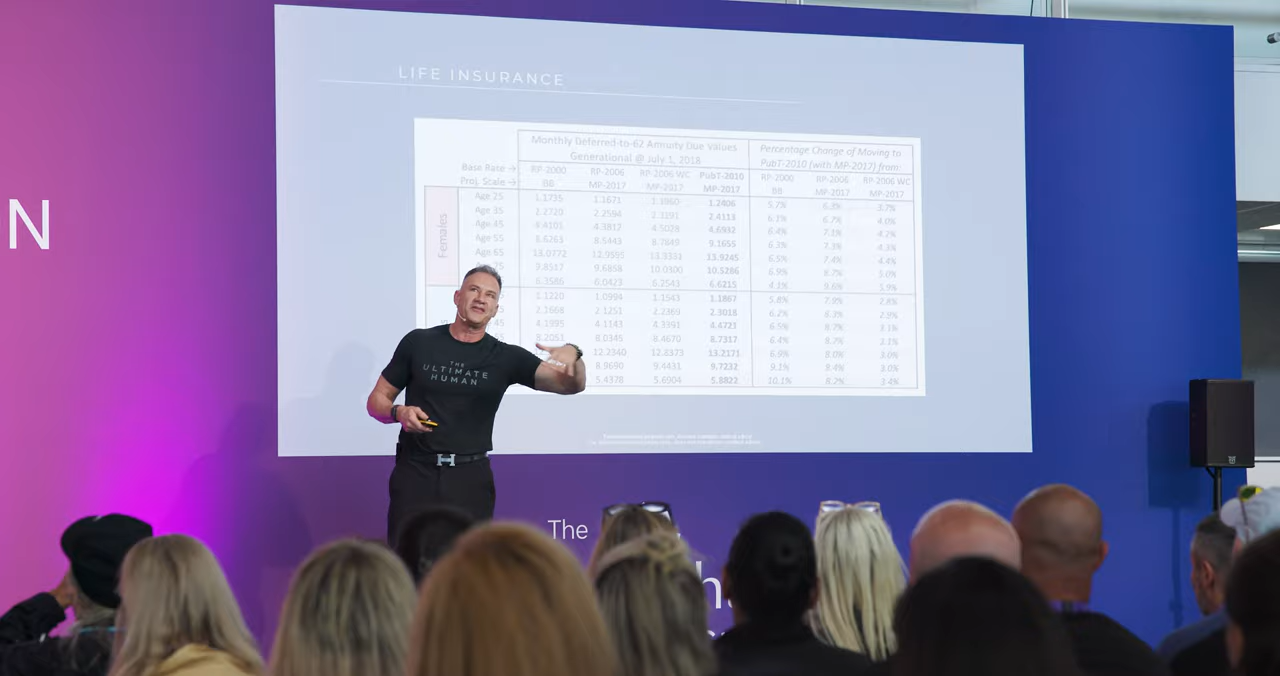 LIFE INSURANCE
Monthly Deferred-to-62 Annuity Due Values
Generational @ July 1, 2018
Percentage Change of Moving to
PubT-2010 (with MP-2017) from:
Base Rate → RP-2000 RP-2006 RP-2006 WC PubT-2010 RP-2000 RP-2006 RP-2006 WC
Proj. Scale → BB MP-2017 MP-2017 MP-2017 BB MP-2017 MP-2017
Females
Age 25 1.1735 1.1671 1.1960 1.2406 5.7% 6.3% 3.7%
Age 35 2.2720 2.2594 2.3191 2.4113 6.1% 6.7% 4.0%
Age 45 4.4101 4.3812 4.5028 4.6932 6.4% 7.1% 4.2%
Age 55 8.6263 8.5443 8.7849 9.1655 6.3% 7.3% 4.3%
Age 65 13.0772 12.9595 13.3331 13.9245 6.5% 7.4% 4.4%
9.8517 9.6858 10.0300 10.5286 6.9% 8.7% 5.0%
6.3586 6.0423 6.2543 6.6215 4.1% 9.6% 5.9%
1.1220 1.0994 1.1543 1.1867 5.8% 7.9% 2.8%
2.1668 2.1251 2.2369 2.3018 6.2% 8.3% 2.9%
45 4.1995 4.1143 4.3391 4.4721 6.5% 8.7% 3.1%
8.2051 8.0345 8.4670 8.7317 6.4% 8.7% 3.1%
12.2340 12.8373 13.2171 6.9% 8.0% 3.0%
8.9690 9.4431 9.7232 9.1% 8.4% 3.0%
5.4378 5.6904 5.8822 10.1% 8.2% 3.4%
THE
ULTIMATE
HUMAN
N
The